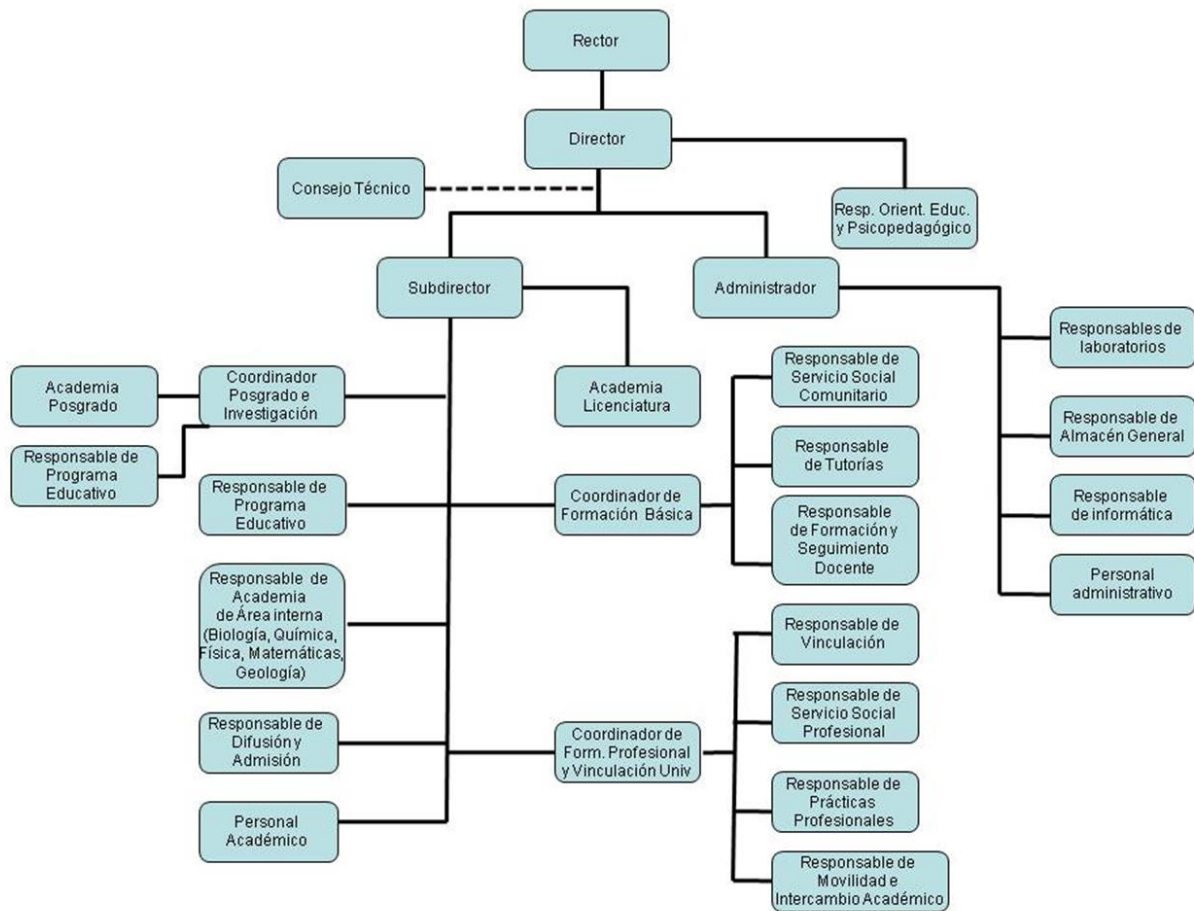 Rector
Director
Consejo Técnico
Resp. Orient. Educ.
y Psicopedagógico
Subdirector
Administrador
Responsables de
laboratorios
Academia
Posgrado
Coordinador
Posgrado e
Investigación
Academia
Licenciatura
Responsable de
Servicio Social
Comunitario
Responsable de
Almacén General
Responsable de
Programa
Educativo
Responsable de
Programa
Educativo
Coordinador de
Formación Básica
Responsable
de Tutorías
Responsable
de informática
Responsable
de Formación y
Seguimiento
Docente
Personal
administrativo
Responsable de
Academia
de Área interna
(Biología, Química,
Física, Matemáticas,
Geología)
Responsable de
Vinculación
Responsable de
Difusión y
Admisión
Coordinador de
Form. Profesional
y Vinculación Univ
Responsable de
Servicio Social
Profesional
Personal
Académico
Responsable de
Prácticas
Profesionales
Responsable de
Movilidad e
Intercambio Académico